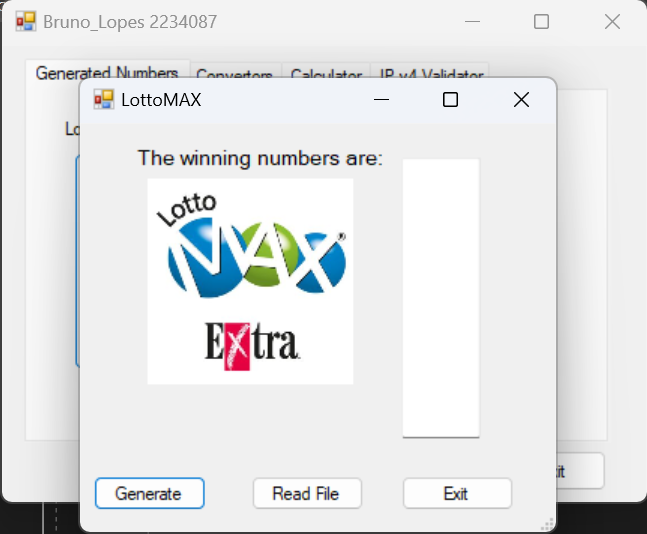 Bruno_Lopes 2234087
Generated Numbers Converters Calculator IP v4 Validator
LottoMAX
The winning numbers are:
Lotto
MAX®
Extra
Generate Read File Exit